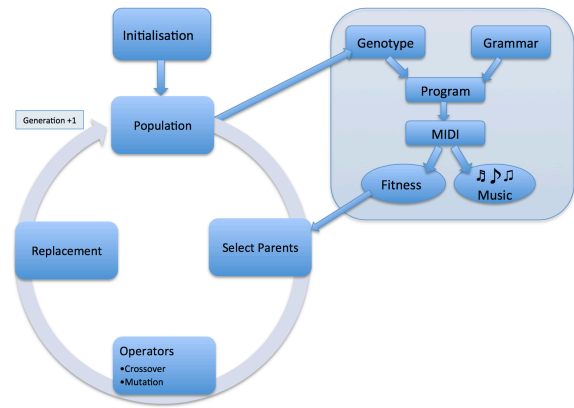 Initialisation
Genotype
Grammar
Program
Generation +1
Population
MIDI
Fitness
Music
Replacement
Select Parents
Operators
•Crossover
•Mutation